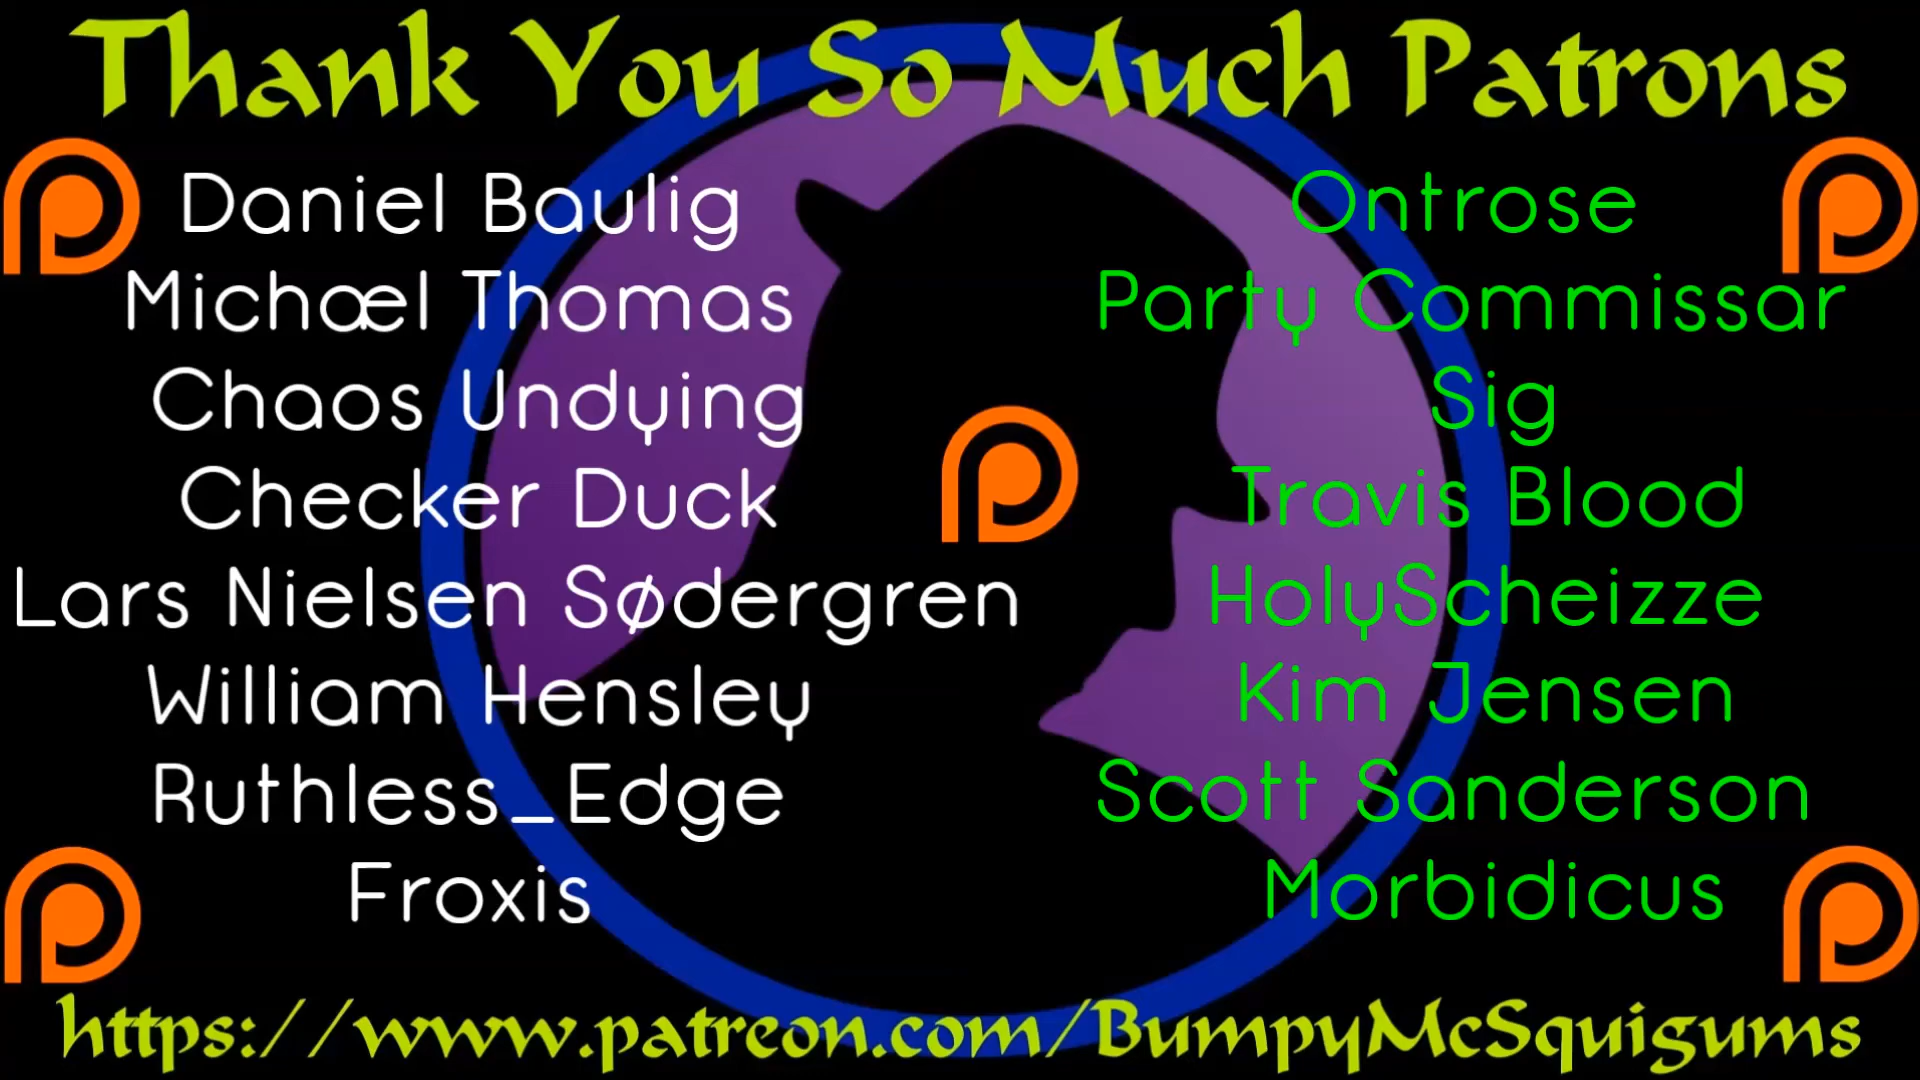 Thank You So Much Patrons
Daniel Baulig
Michæl Thomas
Chaos Undying
Checker Duck
Lars Nielsen Sødergren
William Hensley
Ruthless_Edge
Froxis
Ontrose
Party Commissar
Sig
Travis Blood
HolyScheizze
Kim Jensen
Scott Sanderson
Morbidicus
https://www.patreon.com/BumpyMcSquigums